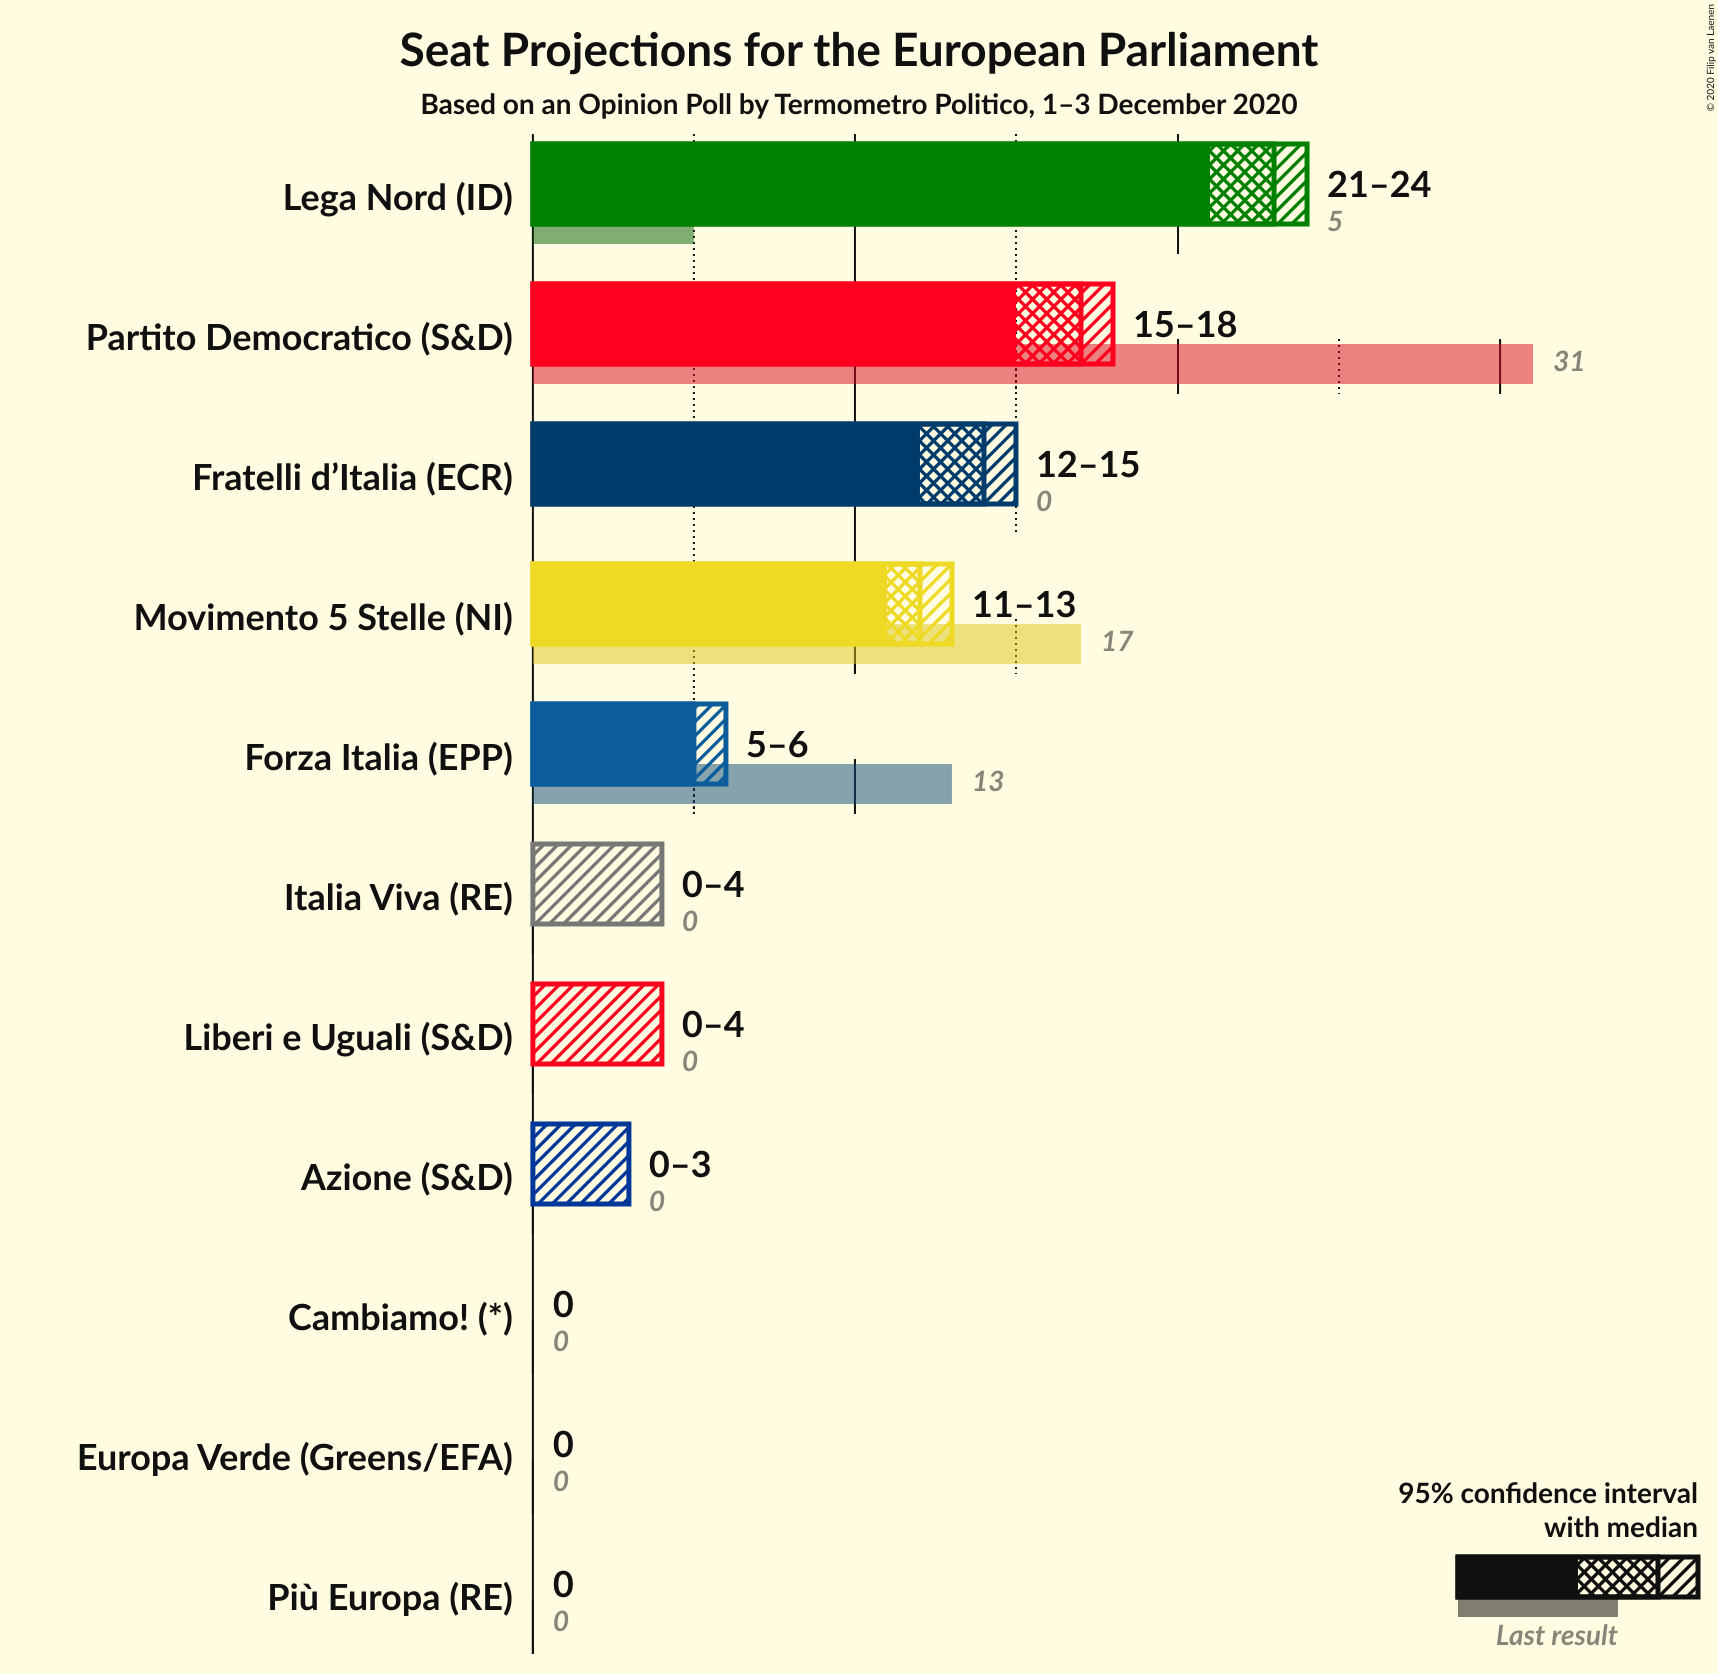 Seat Projections for the European Parliament
Based on an Opinion Poll by Termometro Politico, 1–3 December 2020
© 2020 Filip van Laenen
Lega Nord (ID)
21–24
5
Partito Democratico (S&D)
15–18
31
Fratelli d’Italia (ECR)
12–15
0
Movimento 5 Stelle (NI)
11–13
17
Forza Italia (EPP)
5–6
13
Italia Viva (RE)
0–4
0
Liberi e Uguali (S&D)
0–4
0
Azione (S&D)
0–3
0
Cambiamo! (*)
0
0
Europa Verde (Greens/EFA)
0
0
Più Europa (RE)
0
0
95% confidence interval
with median
Last result